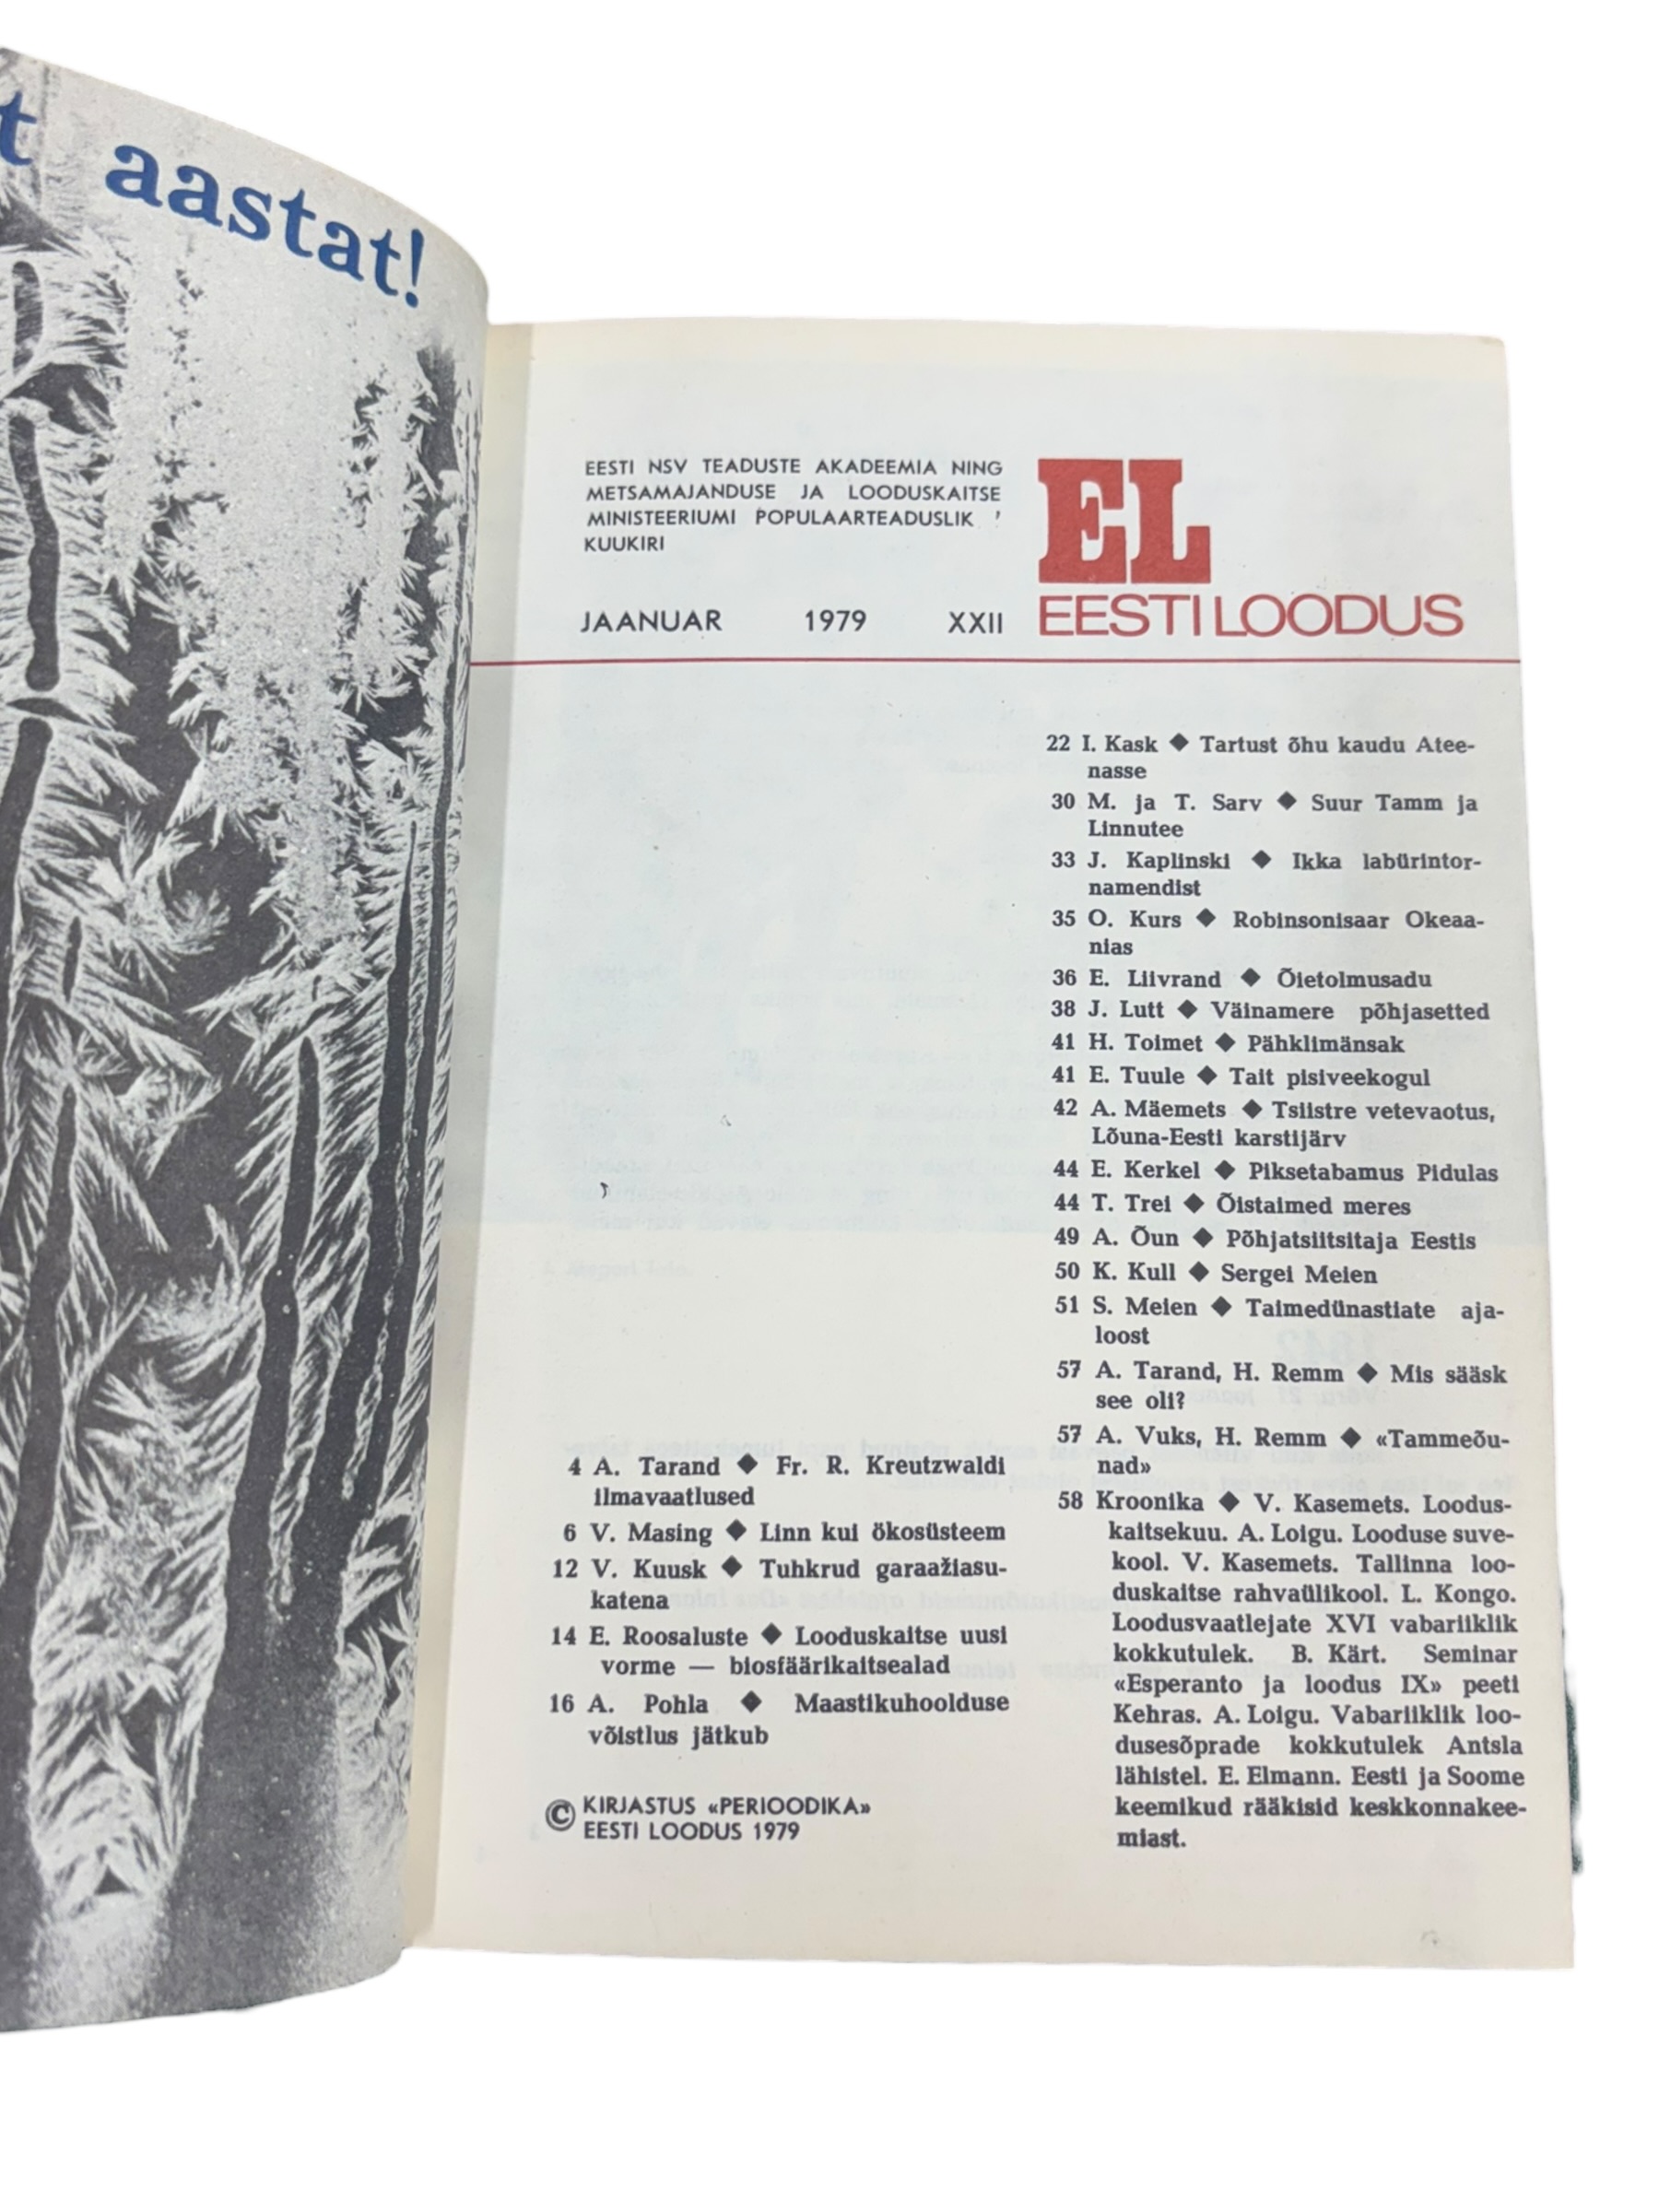 t aastat!
EESTI NSV TEADUSTE AKADEEMIA NING
METSAMAJANDUSE JA LOODUSKAITSE
MINISTEERIUMI POPULAARTEADUSLIK
KUUKIRI
JAANUAR 1979 XXII
EL
EESTI LOODUS
4 A. Tarand ◆ Fr. R. Kreutzwaldi
ilmavaatlused
6 V. Masing ◆ Linn kui ökosüsteem
12 V. Kuusk ◆ Tuhkrud garaažiasu-
katena
14 E. Roosaluste ◆ Looduskaitse uusi
vorme — biosfäärikaitsealad
16 A. Pohla ◆ Maastikuhoolduse
võistlus jätkub
© KIRJASTUS «PERIOODIKA»
EESTI LOODUS 1979
22 I. Kask ◆ Tartust õhu kaudu Atee-
nasse
30 M. ja T. Sarv ◆ Suur Tamm ja
Linnutee
33 J. Kaplinski ◆ Ikka labürintor-
namendist
35 O. Kurs ◆ Robinsonisaar Okeaa-
nias
36 E. Liivrand ◆ Õietolmusadu
38 J. Lutt ◆ Väinamere põhjasetted
41 H. Toimet ◆ Pähklimänsak
41 E. Tuule ◆ Tait pisiveekogul
42 A. Mäemets ◆ Tsiistre vetevaotus,
Lõuna-Eesti karstijärv
44 E. Kerkel ◆ Piksetabamus Pidulas
44 T. Trei ◆ Õistaimed meres
49 A. Õun ◆ Põhjatsiitsitaja Eestis
50 K. Kull ◆ Sergei Meien
51 S. Meien ◆ Taimedünastiate aja-
loost
57 A. Tarand, H. Remm ◆ Mis sääsk
see oli?
57 A. Vuks, H. Remm ◆ «Tammeõu-
nad»
58 Kroonika ◆ V. Kasemets. Loodus-
kaitsekuu. A. Loigu. Looduse suve-
kool. V. Kasemets. Tallinna loo-
duskaitse rahvaülikool. L. Kongo.
Loodusvaatlejate XVI vabariiklik
kokkutulek. B. Kärt. Seminar
«Esperanto ja loodus IX» peeti
Kehras. A. Loigu. Vabariiklik loo-
dusesõprade kokkutulek Antsla
lähistel. E. Elmann. Eesti ja Soome
keemikud rääkisid keskkonnakee-
miast.